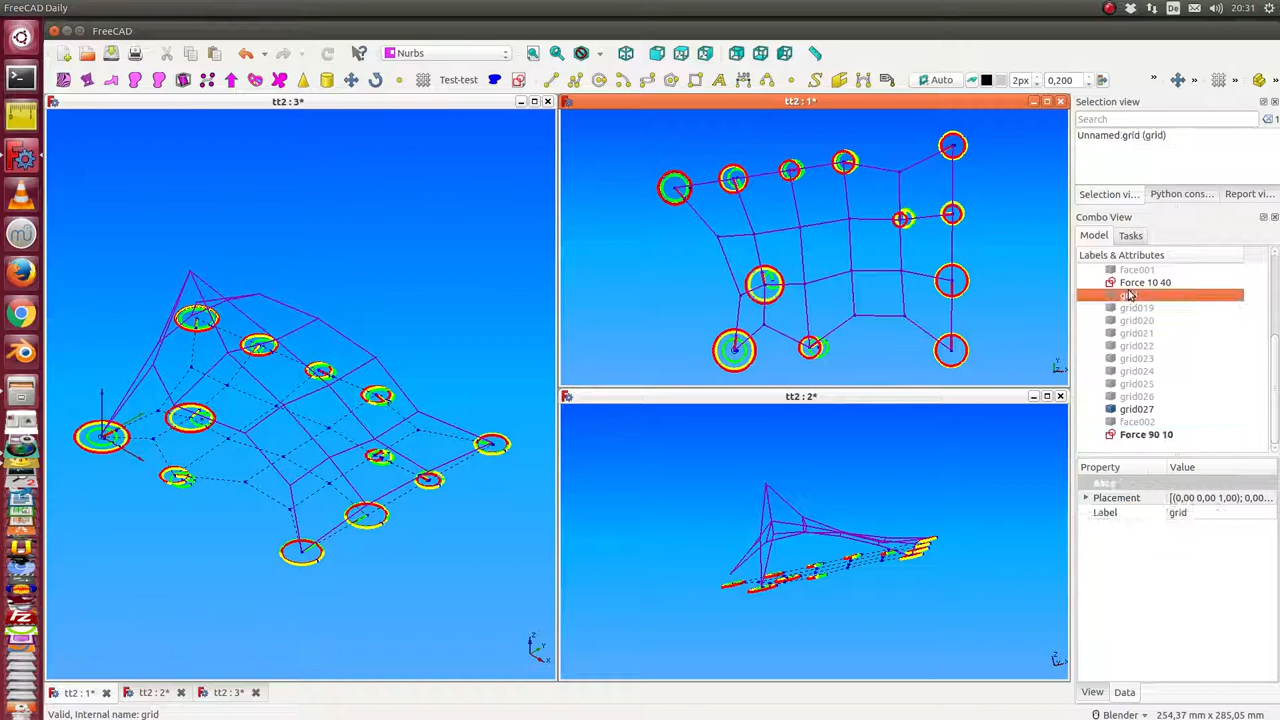 FreeCAD Daily
De
20:31
FreeCAD
Nurbs
Test-test
Auto
2px
0,200
»
»
»
tt2 : 3*
tt2 : 1*
tt2 : 2*
Selection view
Search
1
Unnamed.grid (grid)
Selection vi...
Python cons...
Report vi...
Combo View
Model
Tasks
Labels & Attributes
face001
Force 10 40
grid019
grid020
grid021
grid022
grid023
grid024
grid025
grid026
grid027
face002
Force 90 10
Property
Value
Placement
[(0,00 0,00 1,00); 0,00...
Label
grid
View
Data
tt2 : 1*
tt2 : 2*
tt2 : 3*
Valid, Internal name: grid
Blender
254,37 mm x 285,05 mm